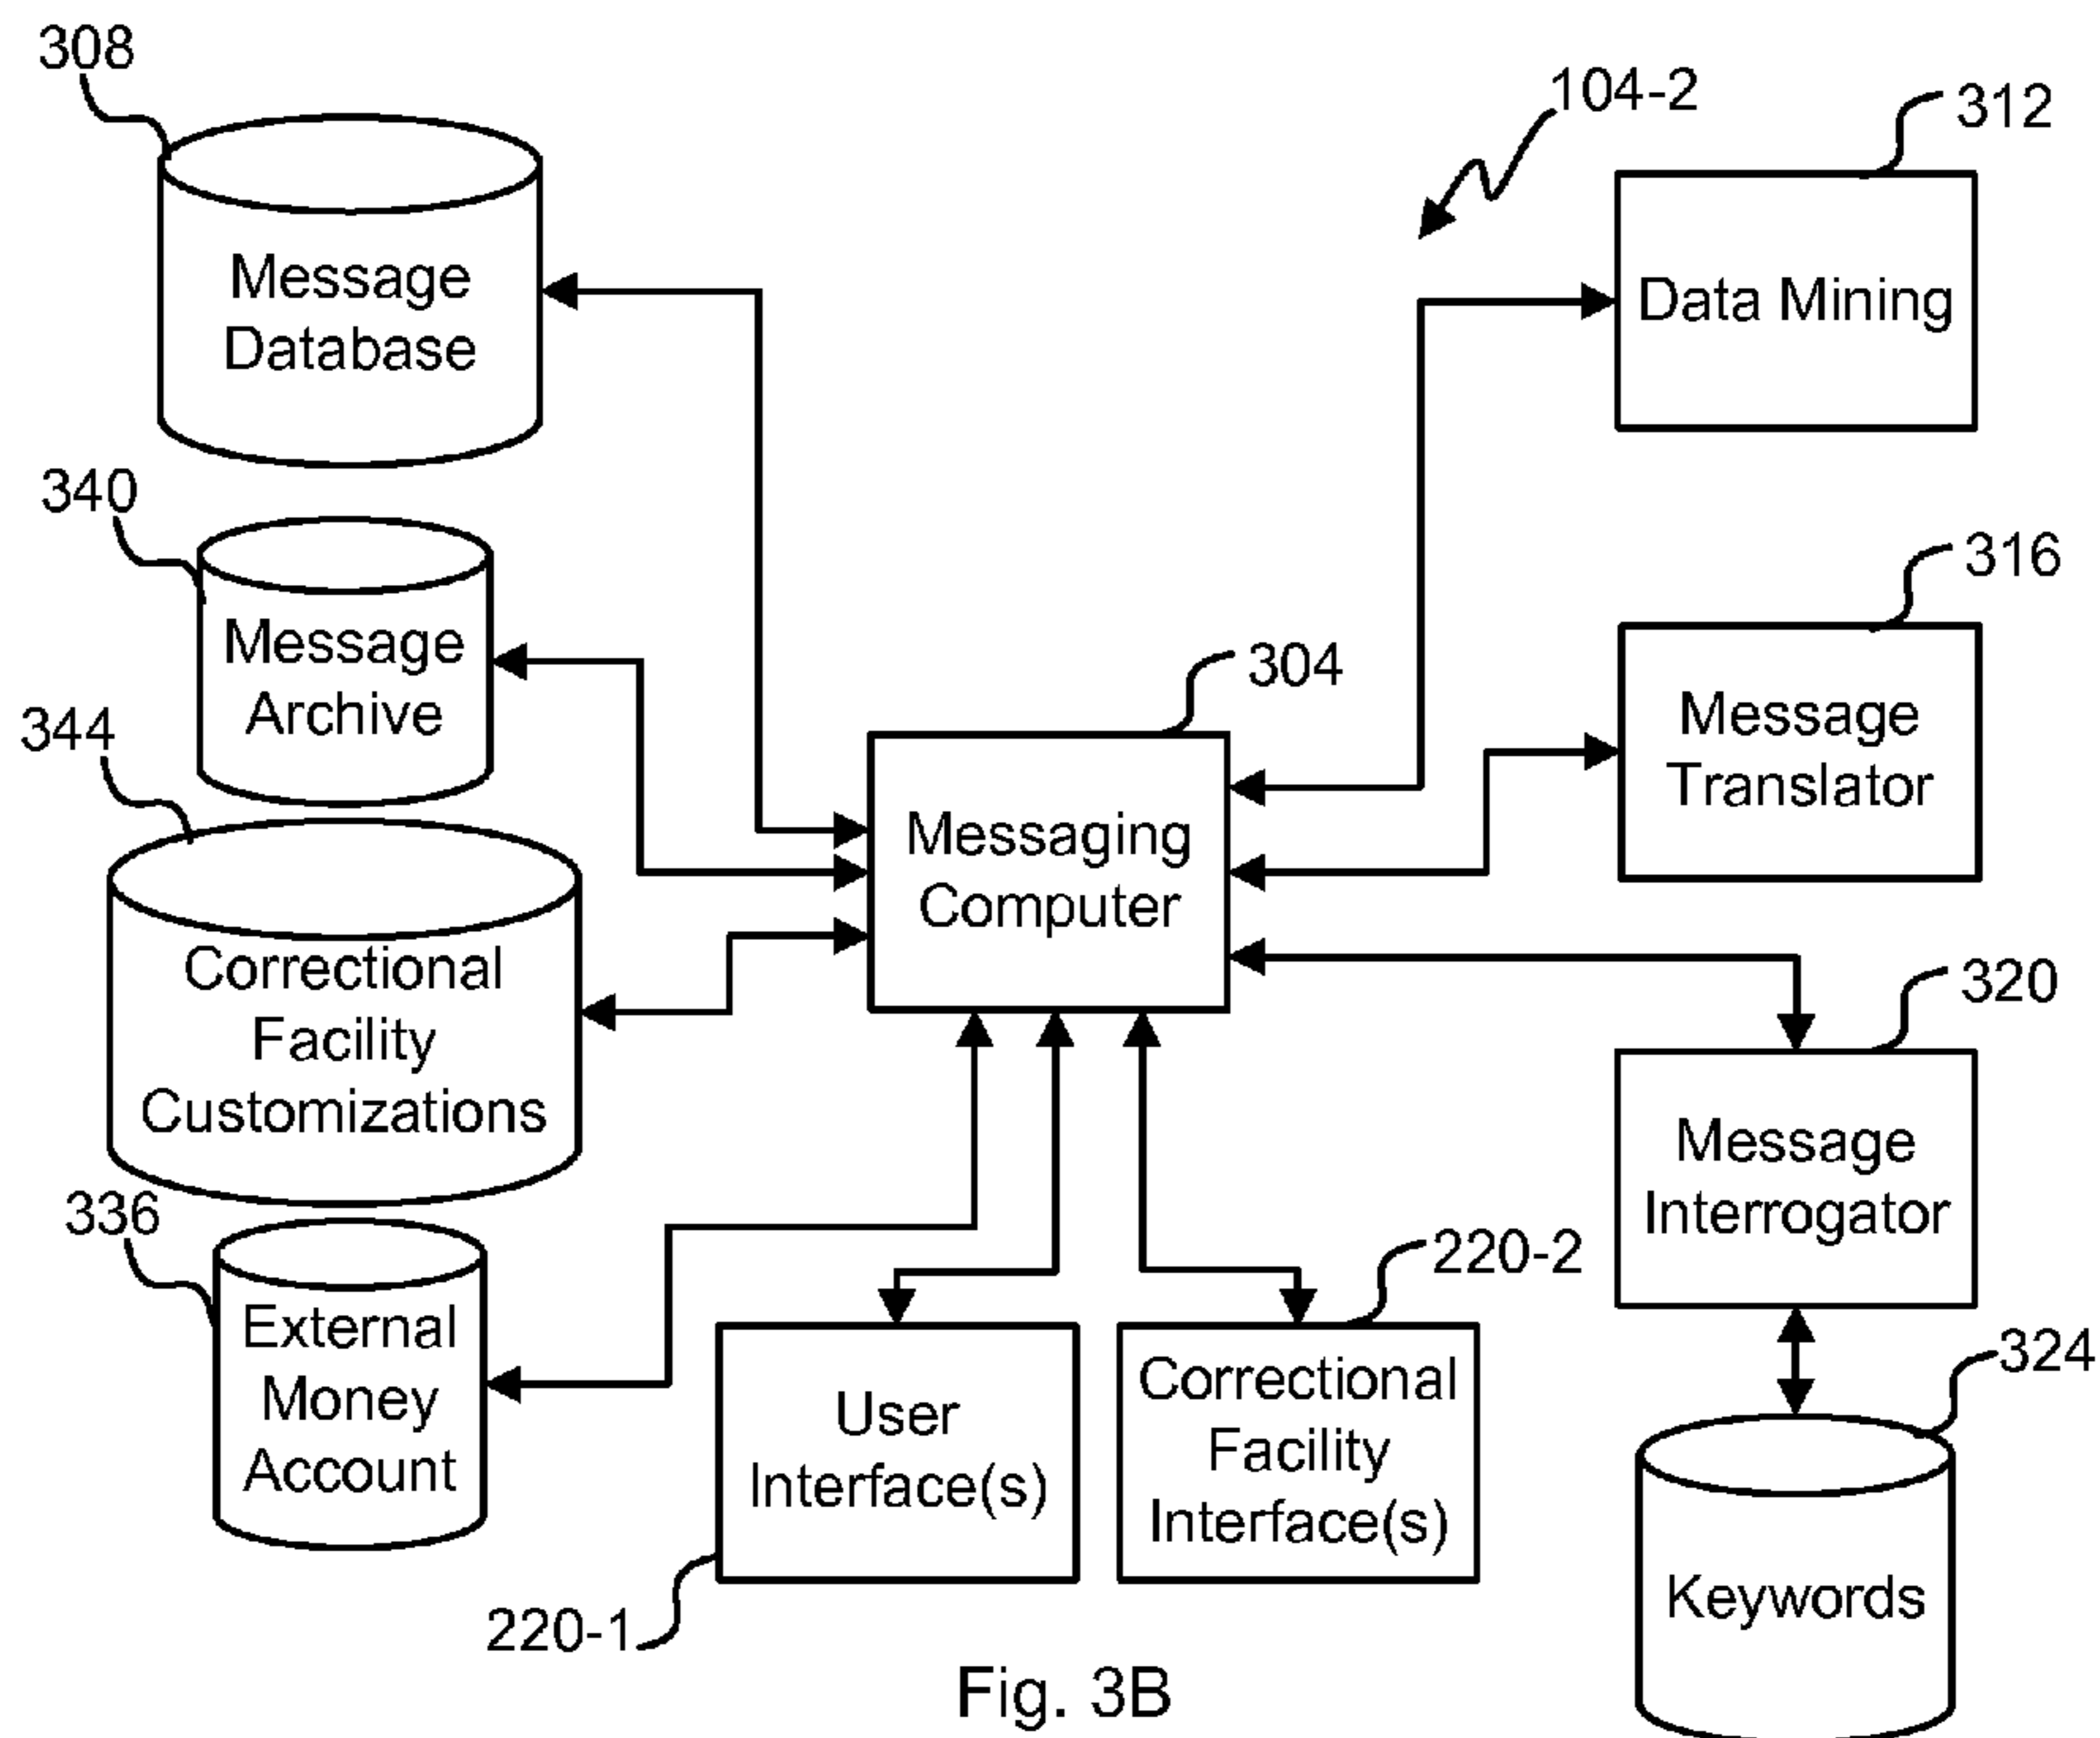 308
104-2
312
Message
Database
Data Mining
340
316
Message
Archive
344
304
Message
Translator
Messaging
Computer
Correctional
Facility
Customizations
320
Message
Interrogator
336
220-2
External
Money
Account
User
Interface(s)
Correctional
Facility
Interface(s)
324
Keywords
220-1
Fig. 3B